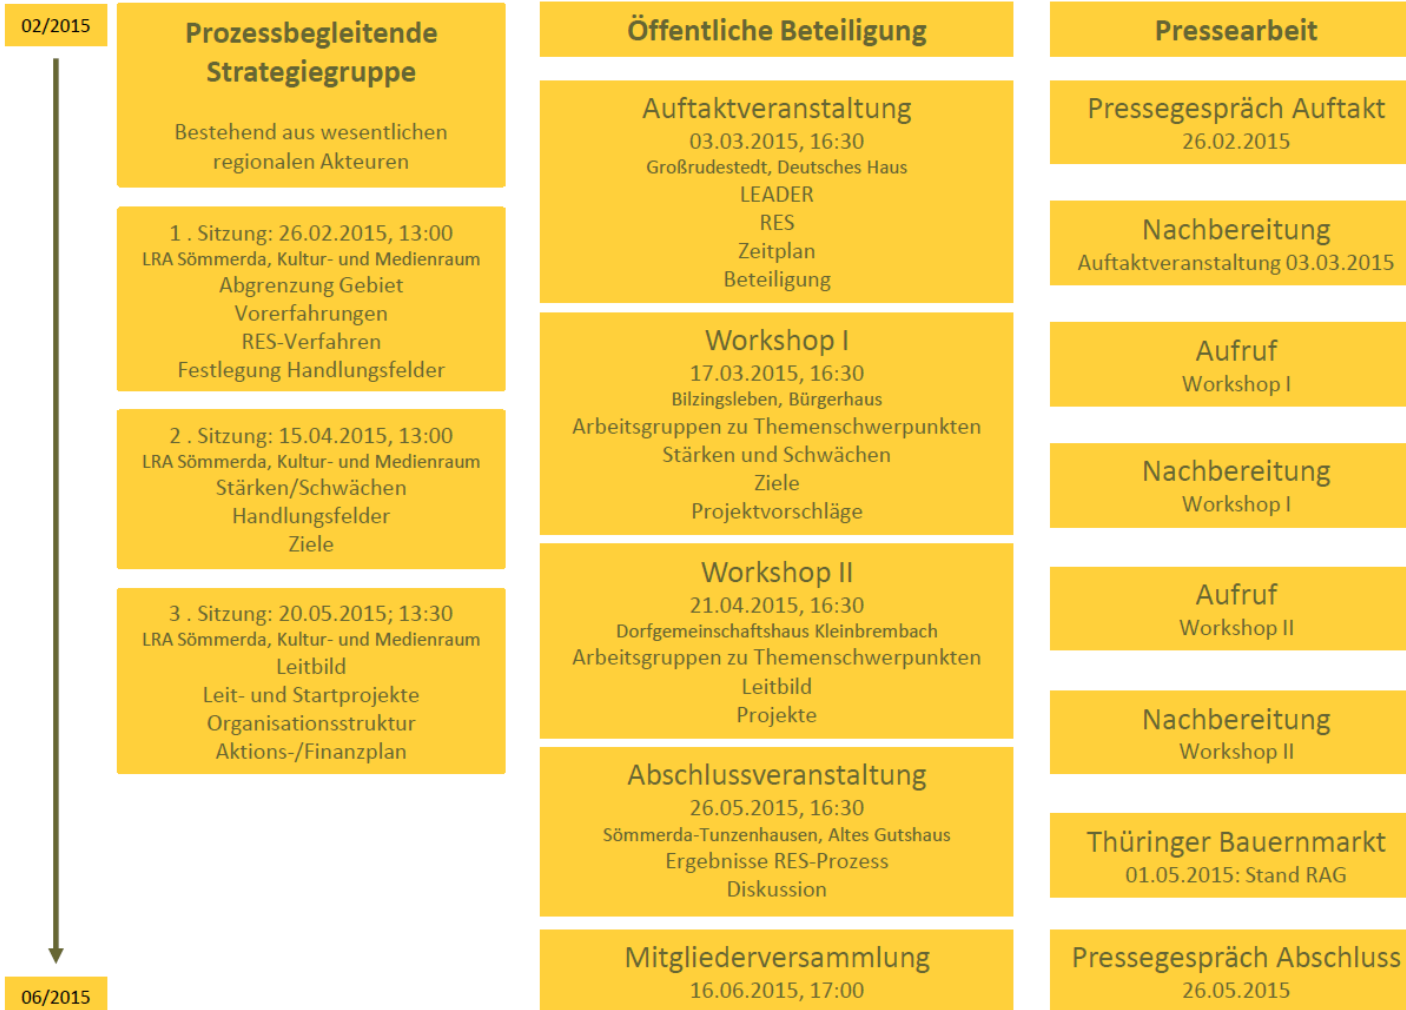 02/2015
Prozessbegleitende
Strategiegruppe
Bestehend aus wesentlichen
regionalen Akteuren
1 . Sitzung: 26.02.2015, 13:00
LRA Sömmerda, Kultur- und Medienraum
Abgrenzung Gebiet
Vorerfahrungen
RES-Verfahren
Festlegung Handlungsfelder
2 . Sitzung: 15.04.2015, 13:00
LRA Sömmerda, Kultur- und Medienraum
Stärken/Schwächen
Handlungsfelder
Ziele
3 . Sitzung: 20.05.2015; 13:30
LRA Sömmerda, Kultur- und Medienraum
Leitbild
Leit- und Startprojekte
Organisationsstruktur
Aktions-/Finanzplan
06/2015
Öffentliche Beteiligung
Auftaktveranstaltung
03.03.2015, 16:30
Großrudestedt, Deutsches Haus
LEADER
RES
Zeitplan
Beteiligung
Workshop I
17.03.2015, 16:30
Bilzingsleben, Bürgerhaus
Arbeitsgruppen zu Themenschwerpunkten
Stärken und Schwächen
Ziele
Projektvorschläge
Workshop II
21.04.2015, 16:30
Dorfgemeinschaftshaus Kleinbrembach
Arbeitsgruppen zu Themenschwerpunkten
Leitbild
Projekte
Abschlussveranstaltung
26.05.2015, 16:30
Sömmerda-Tunzenhausen, Altes Gutshaus
Ergebnisse RES-Prozess
Diskussion
Mitgliederversammlung
16.06.2015, 17:00
Pressearbeit
Pressegespräch Auftakt
26.02.2015
Nachbereitung
Auftaktveranstaltung 03.03.2015
Aufruf
Workshop I
Nachbereitung
Workshop I
Aufruf
Workshop II
Nachbereitung
Workshop II
Thüringer Bauernmarkt
01.05.2015: Stand RAG
Pressegespräch Abschluss
26.05.2015